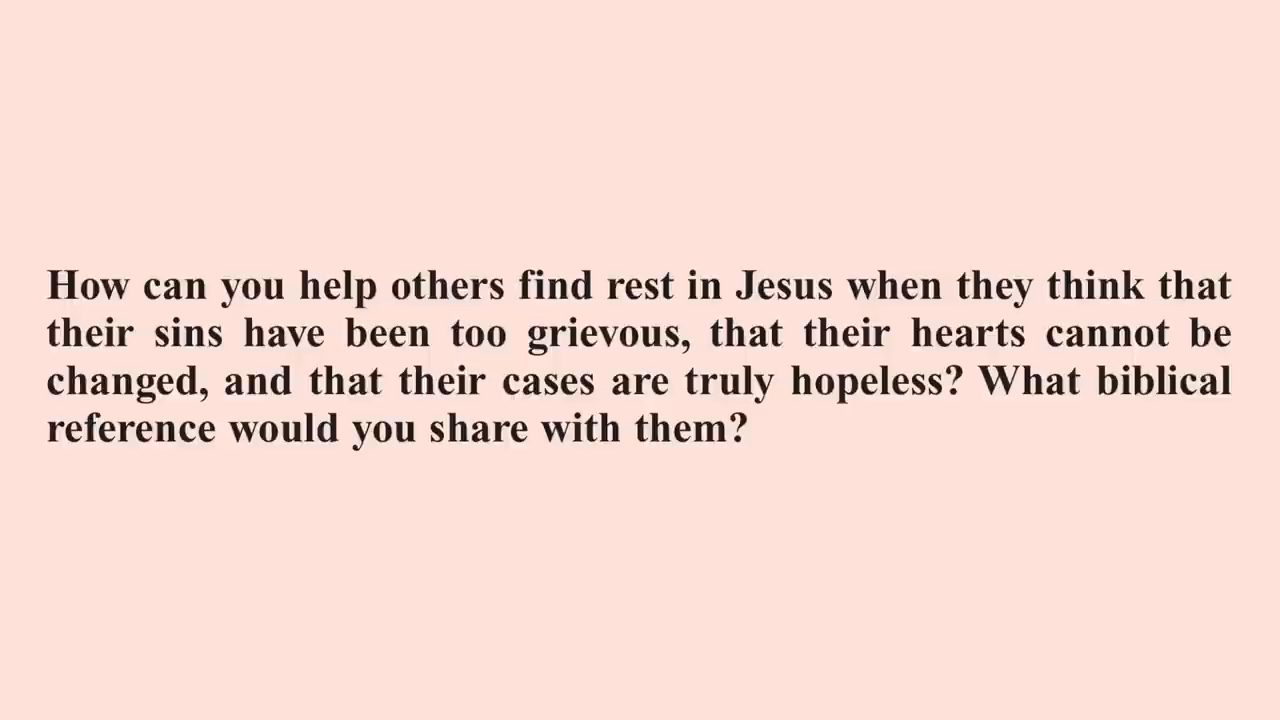 How can you help others find rest in Jesus when they think that
their sins have been too grievous, that their hearts cannot be
changed, and that their cases are truly hopeless? What biblical
reference would you share with them?